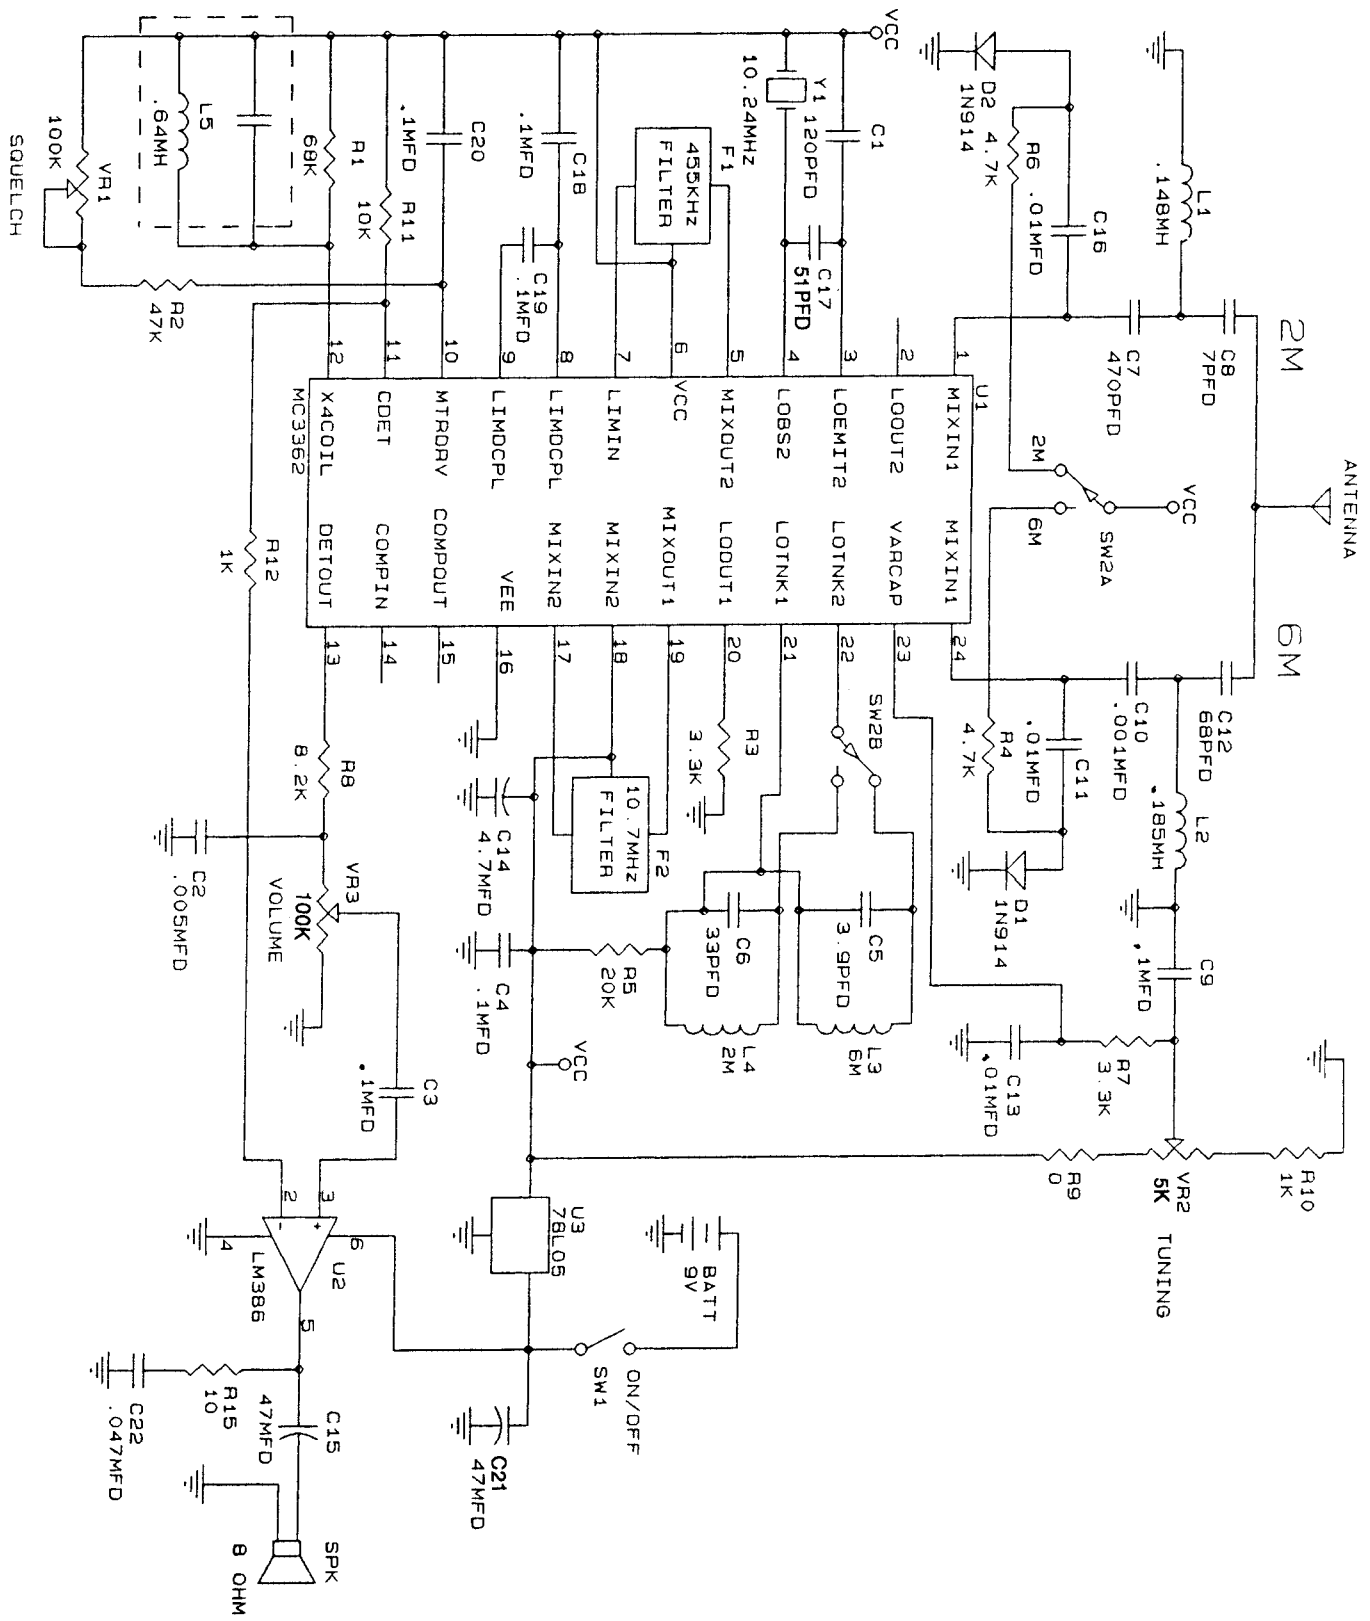 ANTENNA
2M
6M
C8
7PFD
C12
68PFD
L1
.148MH
C7
470PFD
C10
.001MFD
L2
.185MH
C9
.1MFD
R10
1K
VR2
5K
TUNING
R9
0
R7
3.3K
C13
.01MFD
VCC
SW2A
2M
6M
C16
.01MFD
R6
4.7K
D2
1N914
C11
.01MFD
R4
4.7K
D1
1N914
VCC
C1
120PFD
Y1
10.24MHz
C17
51PFD
F1
455KHz
FILTER
C18
.1MFD
C19
.1MFD
C20
.1MFD
R11
10K
R1
68K
L5
.64MH
VR1
100K
SQUELCH
R2
47K
U1
MC3362
1
MIXIN1
2
LOOUT2
3
LOEMIT2
4
LOBS2
5
MIXOUT2
6
VCC
7
LIMIN
8
LIMDCPL
9
LIMDCPL
10
MTRDRV
11
CDET
12
X4COIL
24
MIXIN1
23
VARCAP
22
LOTNK2
21
LOTNK1
20
LOOUT1
19
MIXOUT1
18
MIXIN2
17
MIXIN2
16
VEE
15
COMPOUT
14
COMPIN
13
DETOUT
SW2B
R3
3.3K
C5
3.9PFD
L3
6M
C6
33PFD
L4
2M
R5
20K
F2
10.7MHz
FILTER
C14
4.7MFD
C4
.1MFD
VCC
U3
78L05
BATT
9V
ON/OFF
SW1
C21
47MFD
R12
1K
R8
8.2K
C2
.005MFD
VR3
100K
VOLUME
C3
.1MFD
2
-
3
+
6
4
5
U2
LM386
R15
10
C22
.047MFD
C15
47MFD
SPK
8 OHM